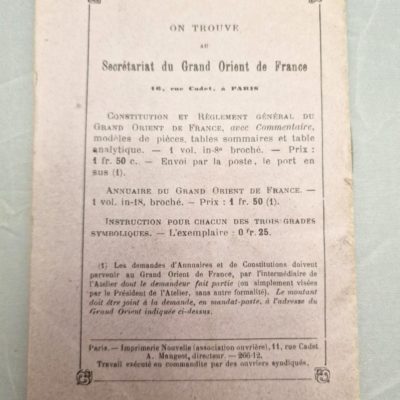 ON TROUVE
AU
Secrétariat du Grand Orient de France
16, rue Cadet, à PARIS
CONSTITUTION ET RÈGLEMENT GÉNÉRAL DU
GRAND ORIENT DE FRANCE, avec Commentaire,
modèles de pièces, tables sommaires et table
analytique. — 1 vol. in-8º broché. — Prix :
1 fr. 50 c. — Envoi par la poste, le port en
sus (1).
ANNUAIRE DU GRAND ORIENT DE FRANCE. —
1 vol. in-18, broché. — Prix : 1 fr. 50 (1).
INSTRUCTION POUR CHACUN DES TROIS GRADES
SYMBOLIQUES. — L'exemplaire : 0 fr. 25.
(1) Les demandes d'Annuaires et de Constitutions doivent
parvenir au Grand Orient de France, par l'intermédiaire de
l'Atelier dont le demandeur fait partie (ou simplement visées
par le Président de l'Atelier, sans autre formalité). Le montant
doit être joint à la demande, en mandat-poste, à l'adresse du
Grand Orient indiquée ci-dessus.
Paris. — Imprimerie Nouvelle (association ouvrière), 11, rue Cadet
A. Mangeot, directeur. — 266-12.
Travail exécuté en commandite par des ouvriers syndiqués.